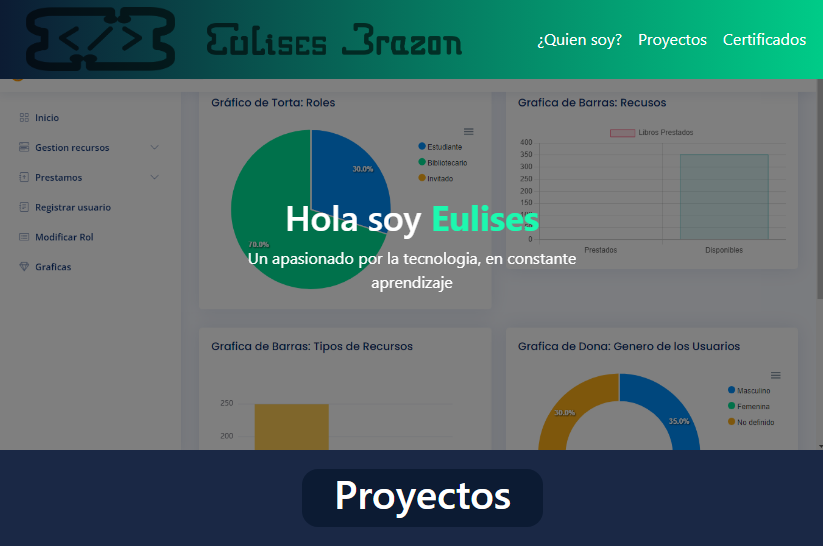 </> Eulises Brazon
¿Quien soy? Proyectos Certificados
Inicio
Gestion recursos
Prestamos
Registrar usuario
Modificar Rol
Graficas
Gráfico de Torta: Roles
Estudiante
Bibliotecario
Invitado
30.0%
70.0%
Grafica de Barras: Recusos
Libros Prestados
400
350
300
250
200
150
100
50
0
Prestados Disponibles
Hola soy Eulises
Un apasionado por la tecnologia, en constante
aprendizaje
Grafica de Barras: Tipos de Recursos
250
200
Grafica de Dona: Genero de los Usuarios
Masculino
Femenina
No definido
30.0%
35.0%
Proyectos